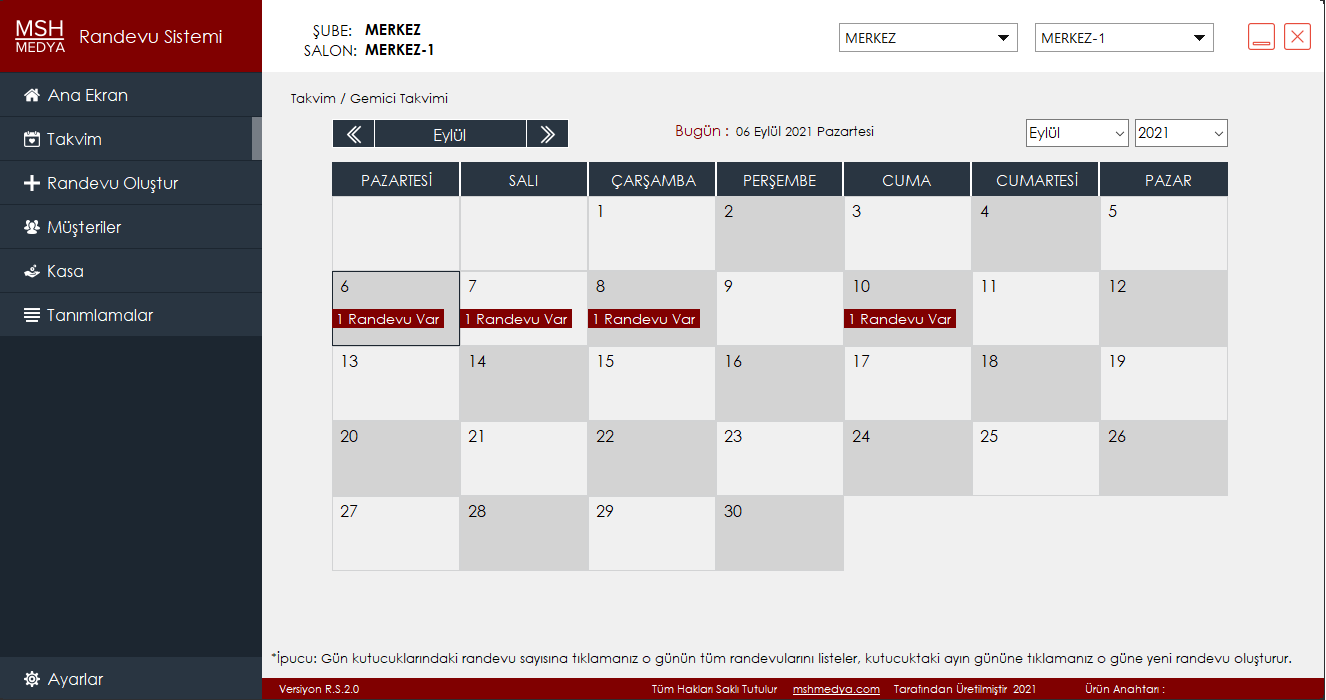 MSH
MEDYA
Randevu Sistemi
ŞUBE: MERKEZ
SALON: MERKEZ-1
MERKEZ
MERKEZ-1
Ana Ekran
Takvim
Randevu Oluştur
Müşteriler
Kasa
Tanımlamalar
Ayarlar
Takvim / Gemici Takvimi
Eylül
Bugün : 06 Eylül 2021 Pazartesi
Eylül
2021
PAZARTESİ SALI ÇARŞAMBA PERŞEMBE CUMA CUMARTESİ PAZAR
1 2 3 4 5
6 7 8 9 10 11 12
1 Randevu Var 1 Randevu Var 1 Randevu Var 1 Randevu Var
13 14 15 16 17 18 19
20 21 22 23 24 25 26
27 28 29 30
*İpucu: Gün kutucuklarındaki randevu sayısına tıklamanız o günün tüm randevularını listeler, kutucuktaki ayın gününe tıklamanız o güne yeni randevu oluşturur.
Versiyon R.S.2.0
Tüm Hakları Saklı Tutulur mshmedya.com Tarafından Üretilmiştir 2021
Ürün Anahtarı :